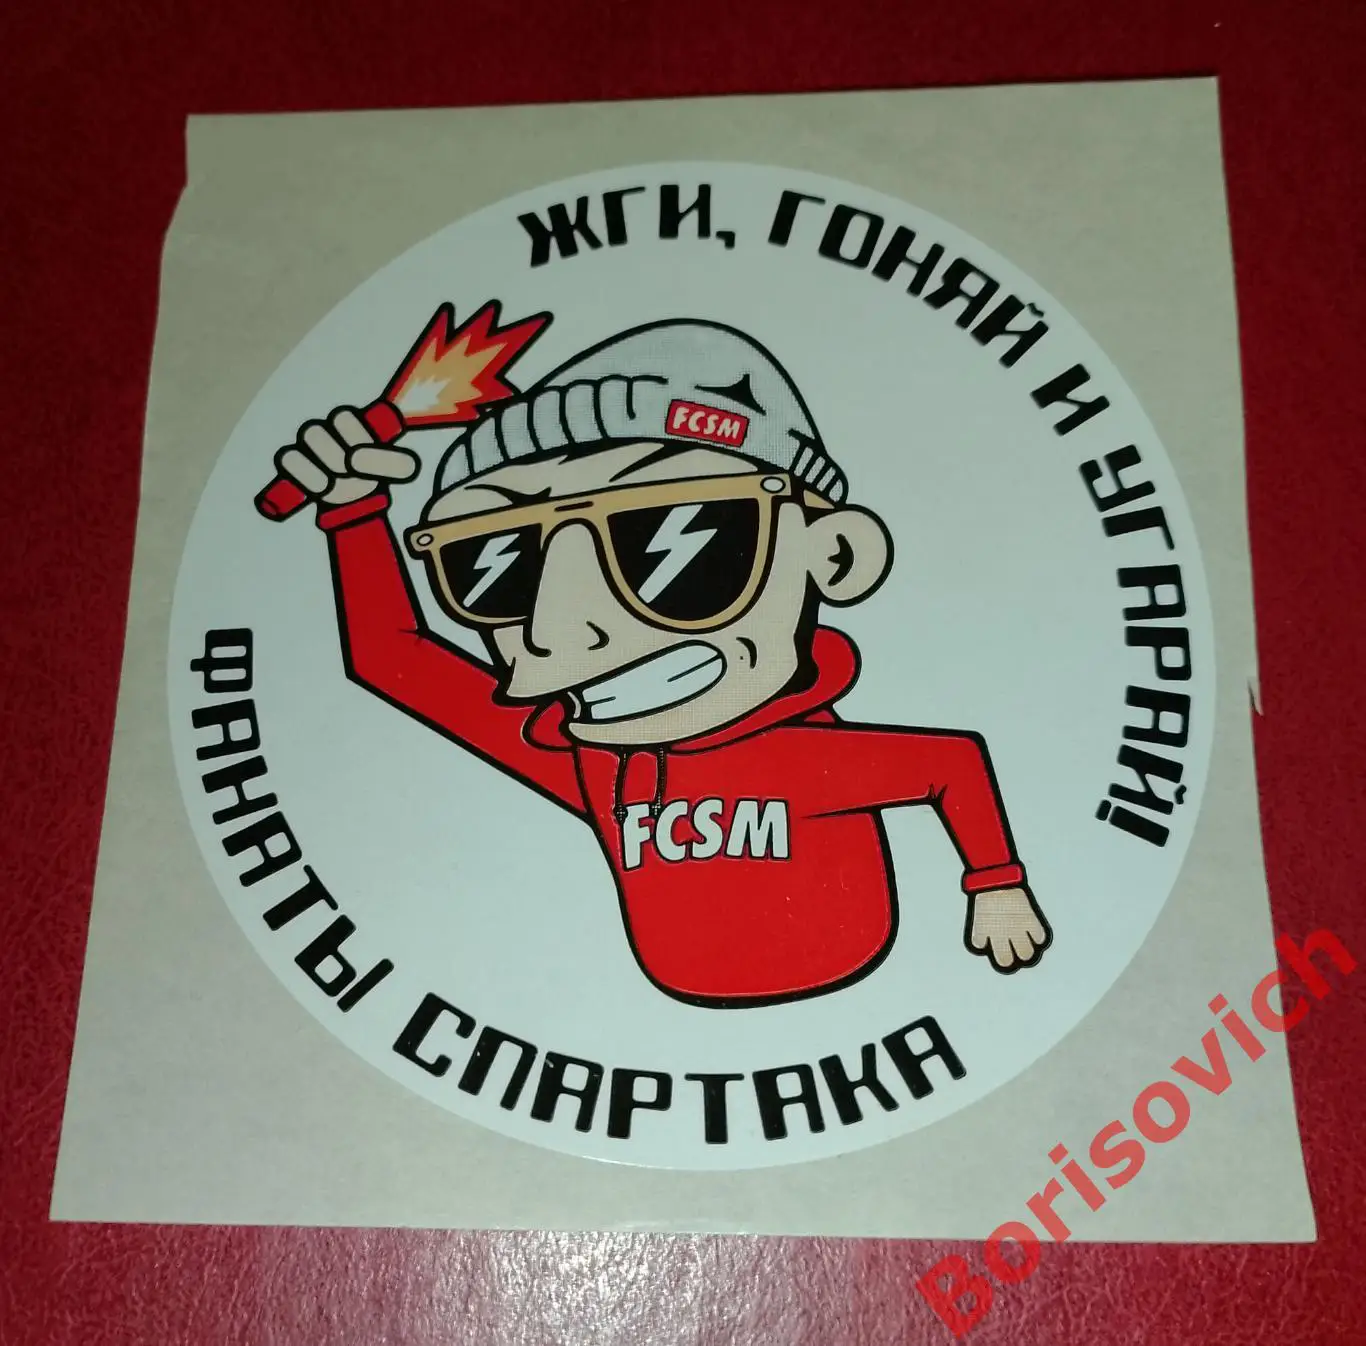 ЖГИ, ГОНЯЙ И УГАРАЙ!
FCSM
FCSM
ФАНАТЫ СПАРТАКА
Borisovich